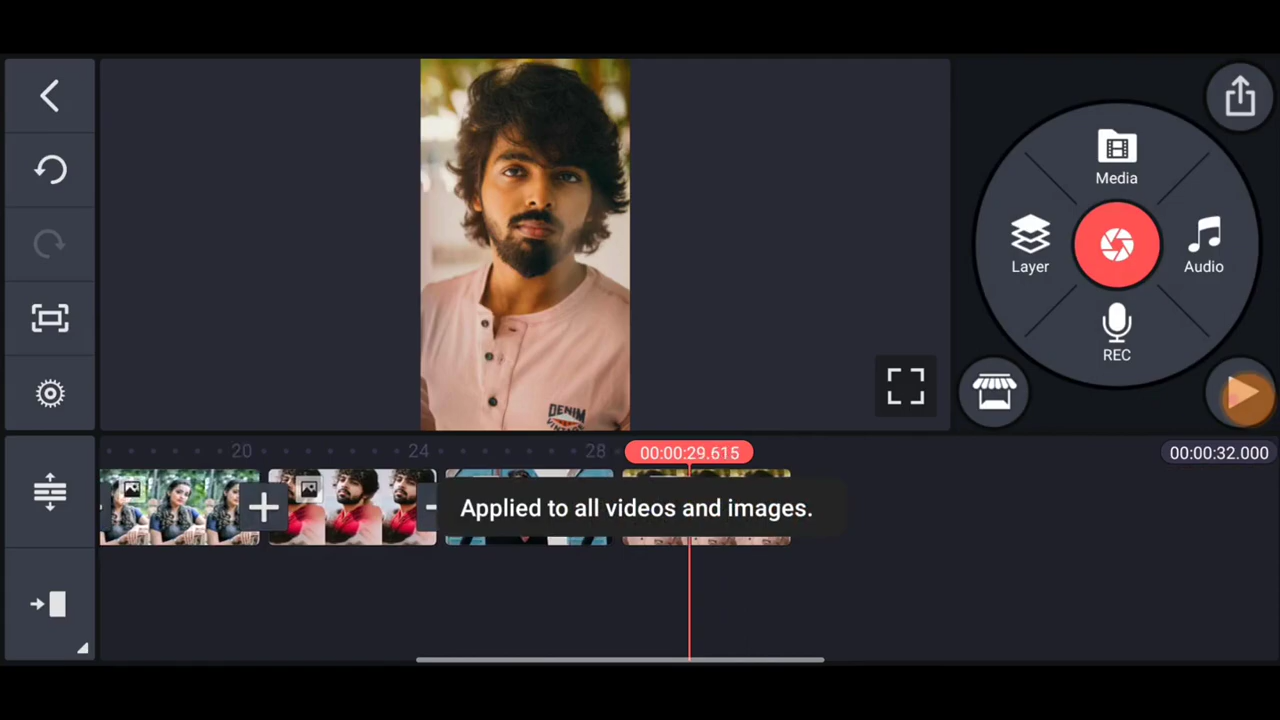 Media
Layer
Audio
REC
DENIM
20
24
28
00:00:29.615
00:00:32.000
Applied to all videos and images.